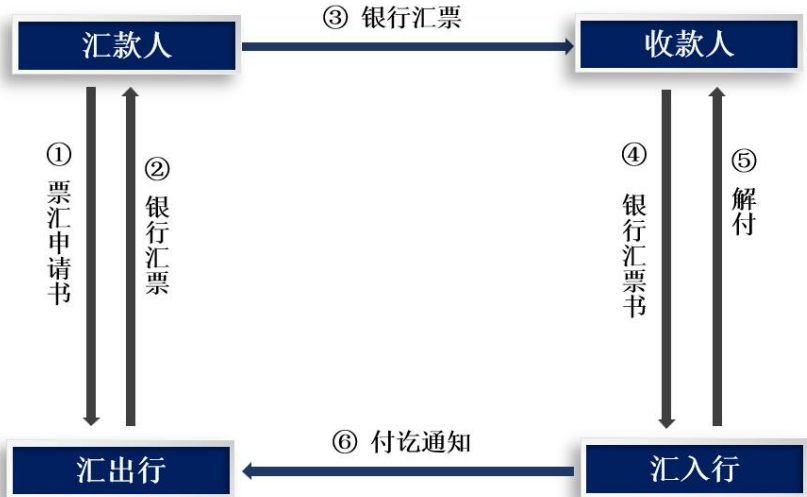 ③ 银行汇票
汇款人
收款人
① 票汇申请书
② 银行汇票
④ 银行汇票书
⑤ 解付
⑥ 付讫通知
汇出行
汇入行